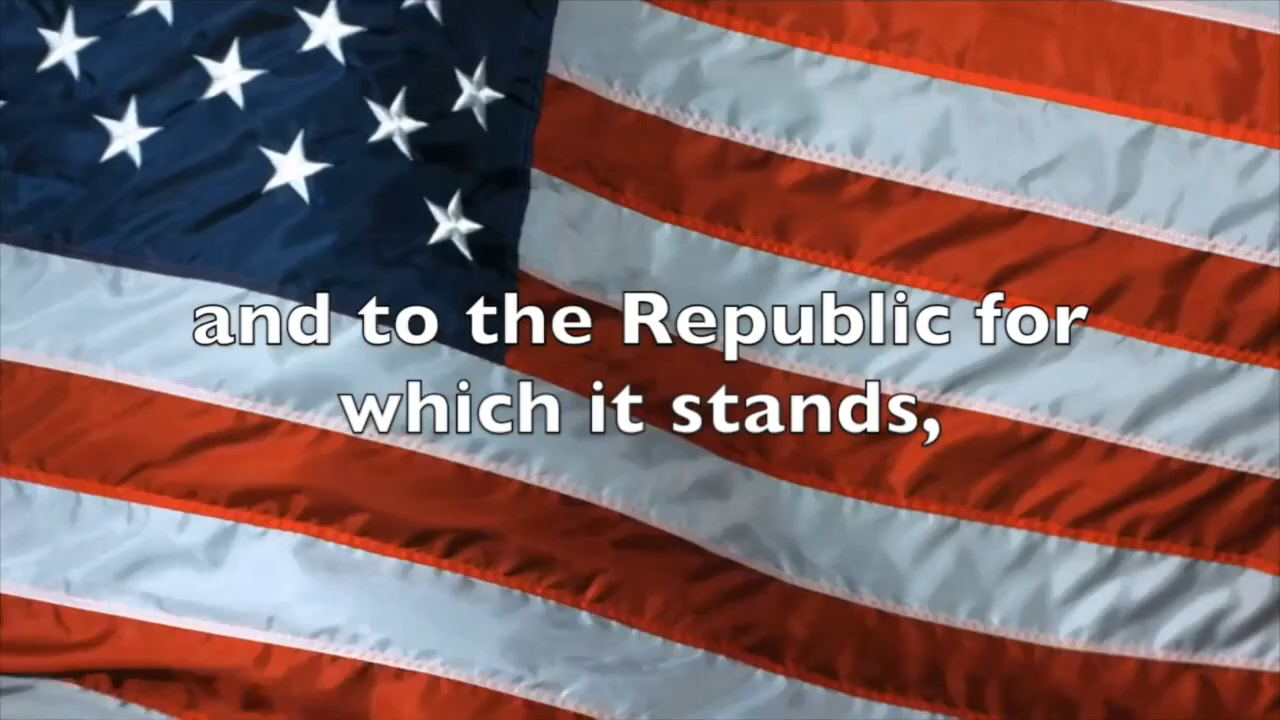 and to the Republic for
which it stands,